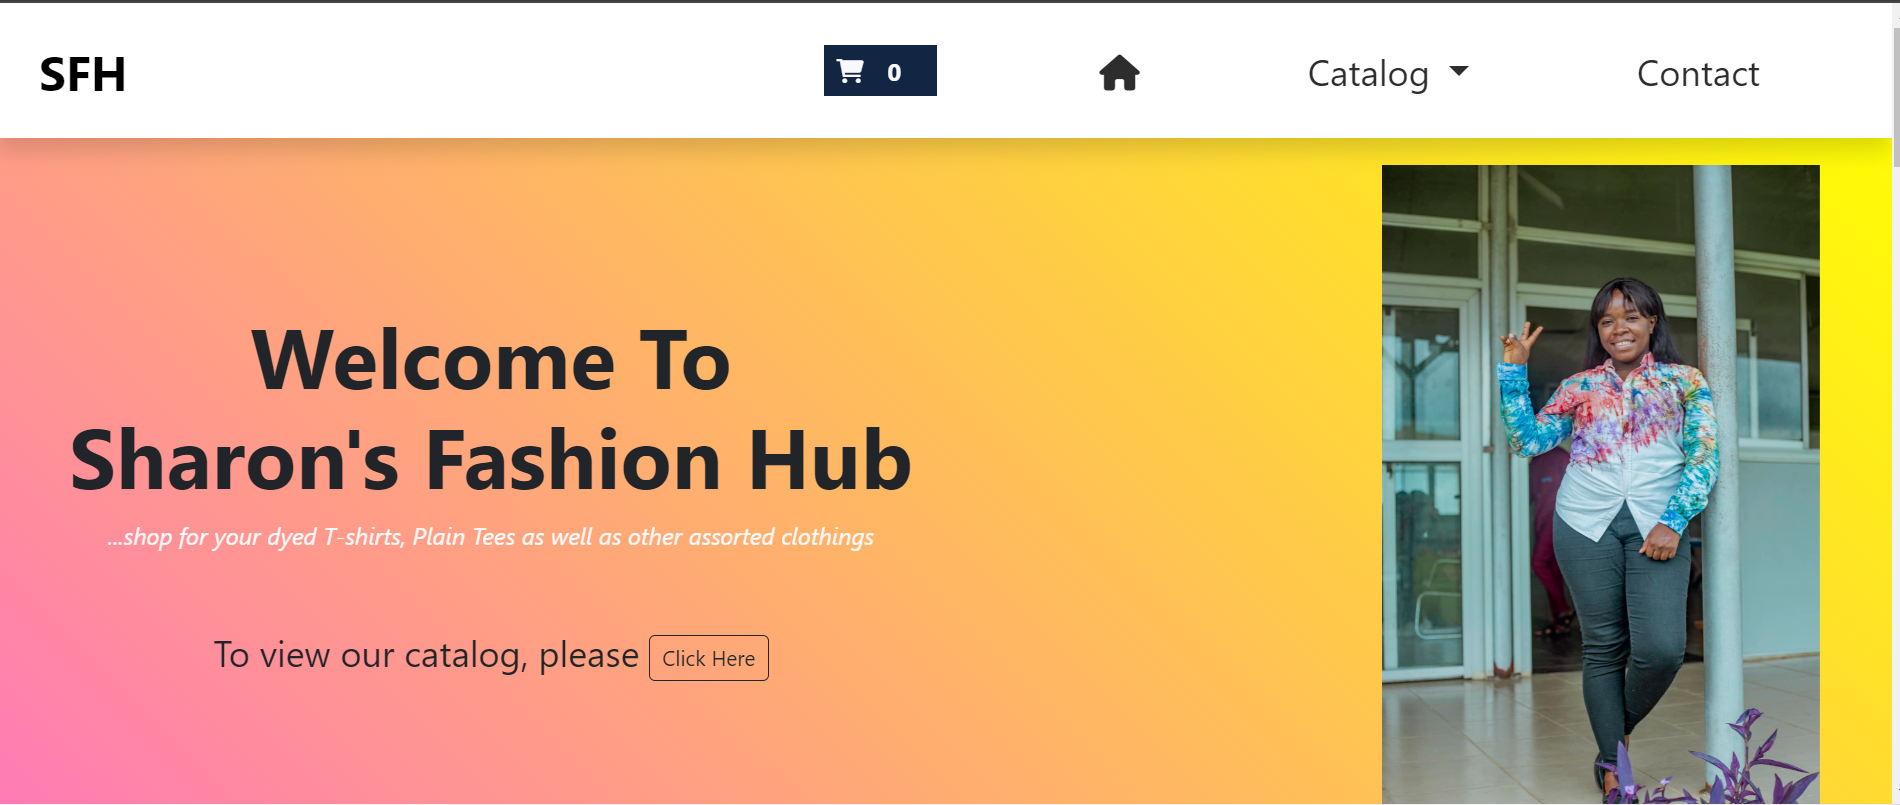 SFH
0
Catalog
Contact
Welcome To
Sharon's Fashion Hub
...shop for your dyed T-shirts, Plain Tees as well as other assorted clothings
To view our catalog, please Click Here